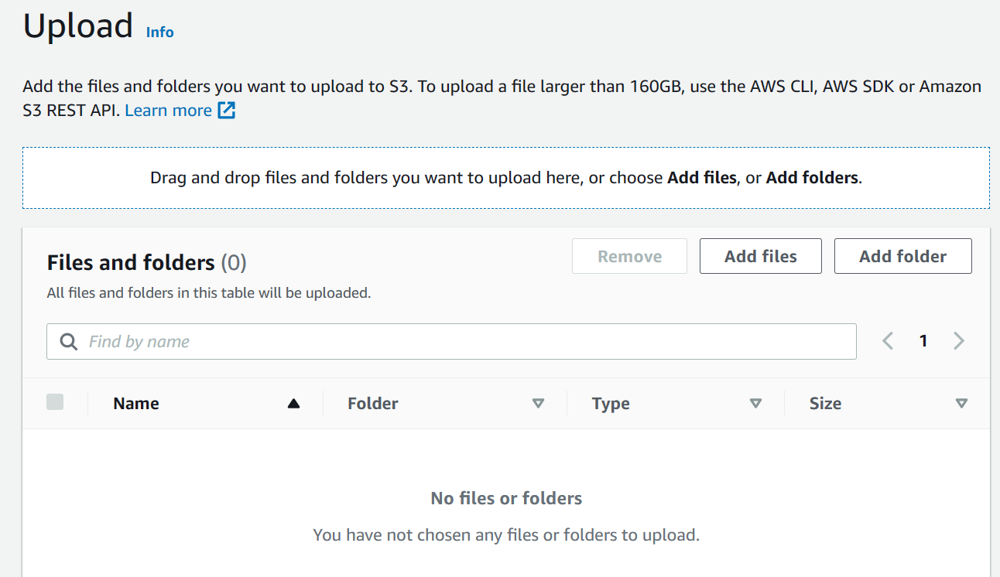 Upload Info
Add the files and folders you want to upload to S3. To upload a file larger than 160GB, use the AWS CLI, AWS SDK or Amazon
S3 REST API. Learn more
Drag and drop files and folders you want to upload here, or choose Add files, or Add folders.
Files and folders (0)
Remove
Add files
Add folder
All files and folders in this table will be uploaded.
Find by name
1
Name
Folder
Type
Size
No files or folders
You have not chosen any files or folders to upload.